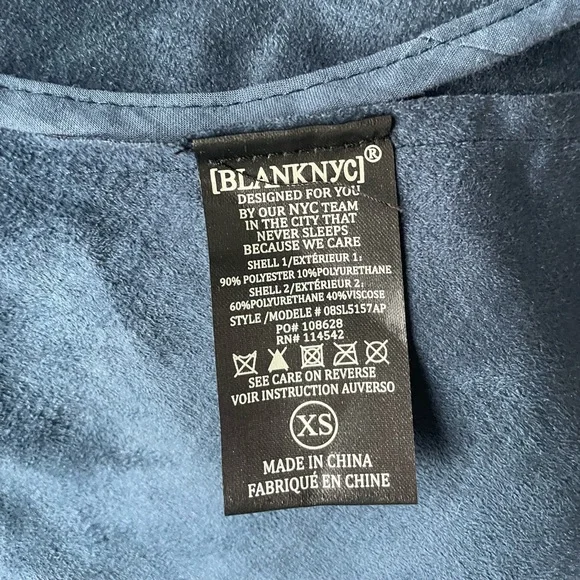 [BLANKNYC]®
DESIGNED FOR YOU
BY OUR NYC TEAM
IN THE CITY THAT
NEVER SLEEPS
BECAUSE WE CARE
SHELL 1/EXTÉRIEUR 1:
90% POLYESTER 10%POLYURETHANE
SHELL 2/EXTÉRIEUR 2:
60%POLYURETHANE 40%VISCOSE
STYLE /MODELE # 08SL5157AP
PO# 108628
RN# 114542
SEE CARE ON REVERSE
VOIR INSTRUCTION AUVERSO
XS
MADE IN CHINA
FABRIQUÉ EN CHINE